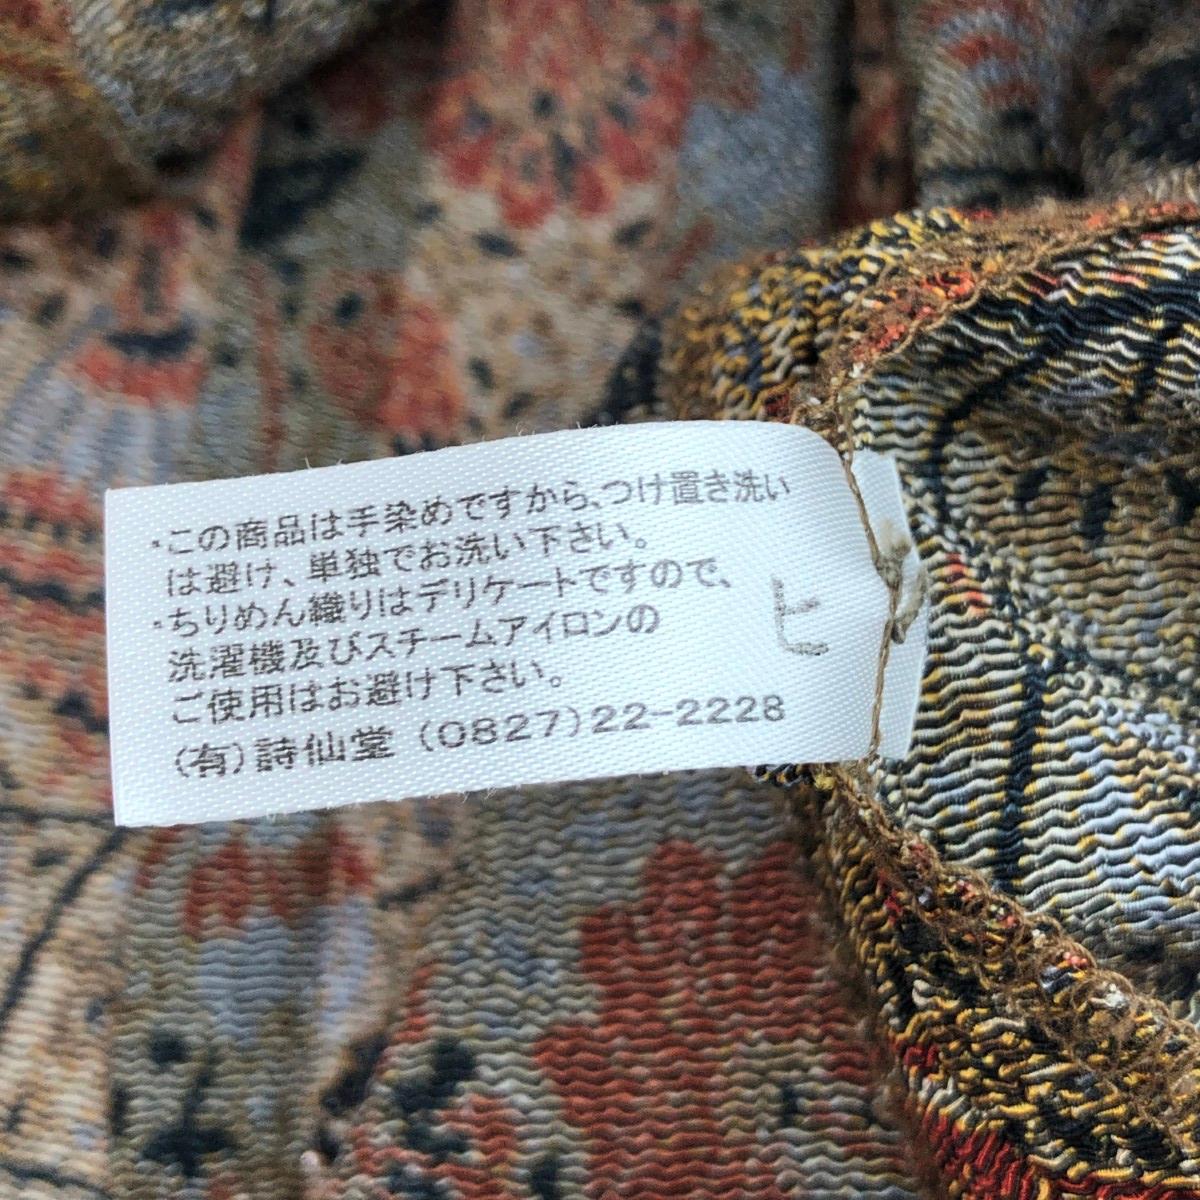 ・この商品は手染めですから、つけ置き洗い
は避け、単独でお洗い下さい。
・ちりめん織りはデリケートですので、
洗濯機及びスチームアイロンの
ご使用はお避け下さい。
(有)詩仙堂 (0827)22-2228
ヒ